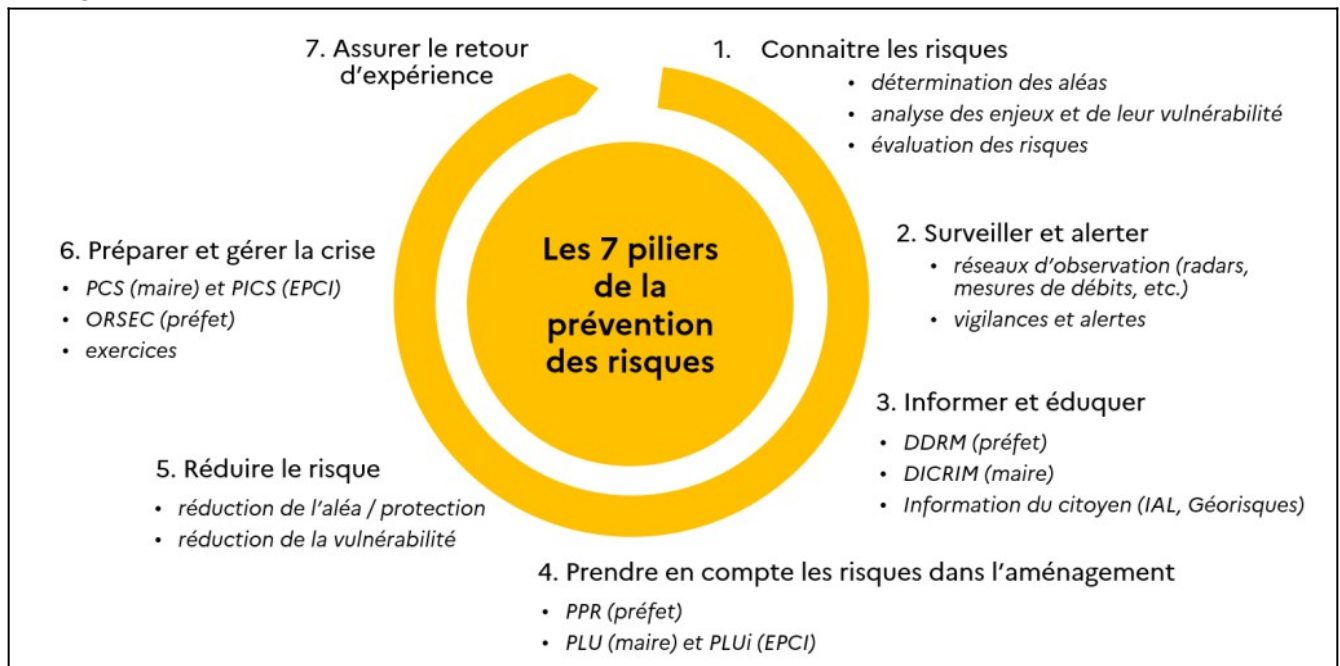 Les 7 piliers
de la
prévention
des risques
1. Connaitre les risques
• détermination des aléas
• analyse des enjeux et de leur vulnérabilité
• évaluation des risques
2. Surveiller et alerter
• réseaux d’observation (radars,
mesures de débits, etc.)
• vigilances et alertes
3. Informer et éduquer
• DDRM (préfet)
• DICRIM (maire)
• Information du citoyen (IAL, Géorisques)
4. Prendre en compte les risques dans l’aménagement
• PPR (préfet)
• PLU (maire) et PLUi (EPCI)
5. Réduire le risque
• réduction de l’aléa / protection
• réduction de la vulnérabilité
6. Préparer et gérer la crise
• PCS (maire) et PICS (EPCI)
• ORSEC (préfet)
• exercices
7. Assurer le retour
d’expérience